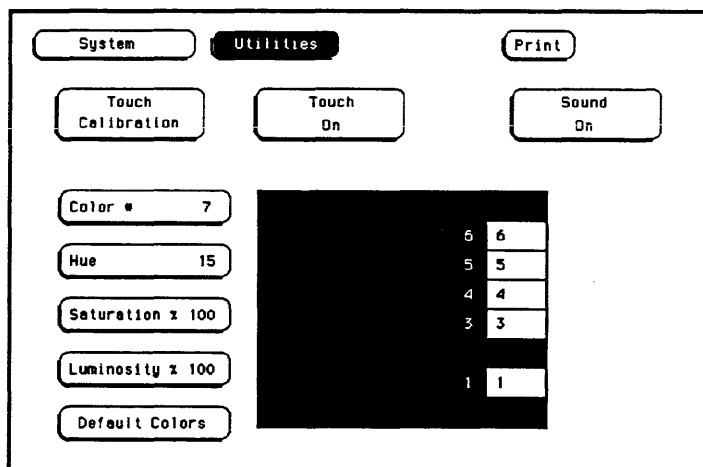 System Utilities Print
Touch Calibration Touch On Sound On
Color # 7
6 6
Hue 15
5 5
4 4
Saturation % 100
3 3
Luminosity % 100
1 1
Default Colors